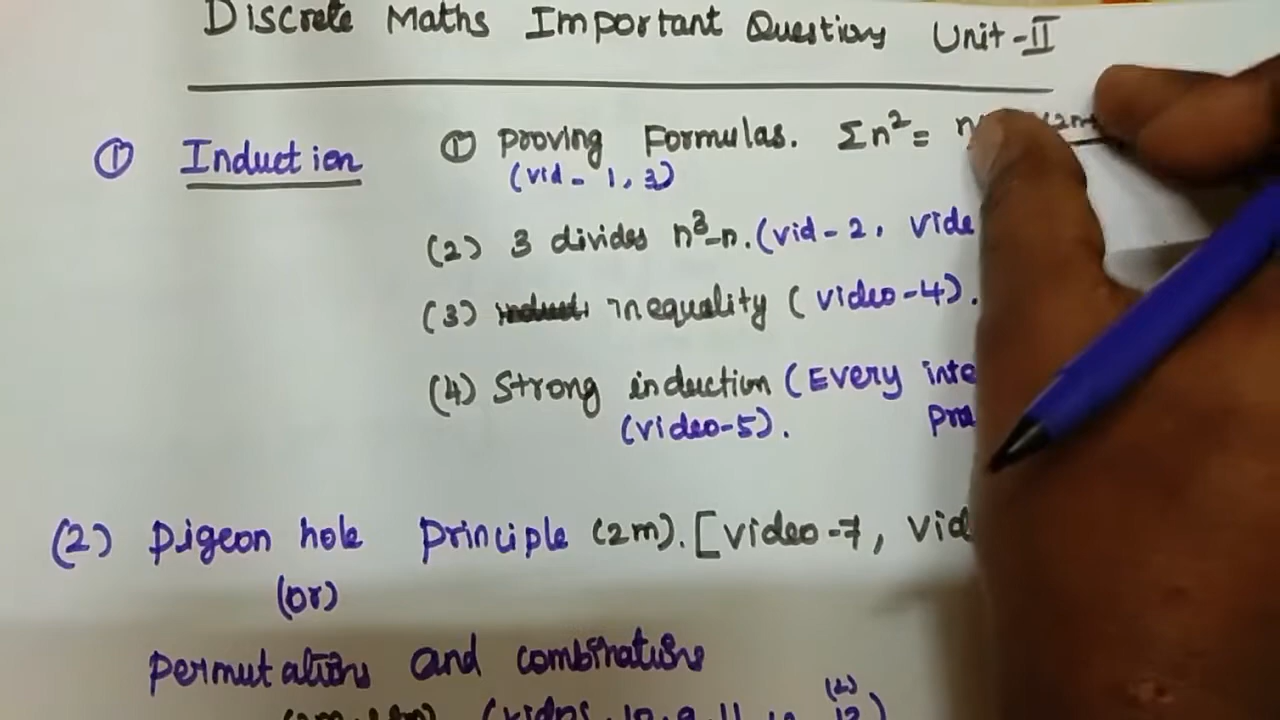 Discrete Maths Important Questions Unit-II
① Induction ① Proving Formulas. Σn² = n
(vid - 1, 3)
(2) 3 divides n³-n. (vid - 2, vide
(3) inequality (video-4).
(4) Strong induction (Every inte
(video-5). pro
(2) pigeon hole principle (2m). [video-7, vid
(or)
permutations and combinations
(2)